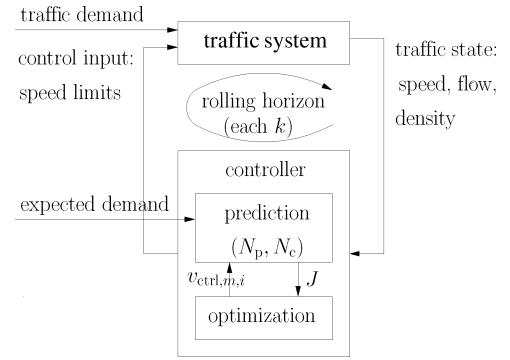 traffic demand
traffic system
control input:
speed limits
traffic state:
speed, flow,
density
rolling horizon
(each k)
controller
expected demand
prediction
(Np, Nc)
vctrl,m,i
J
optimization